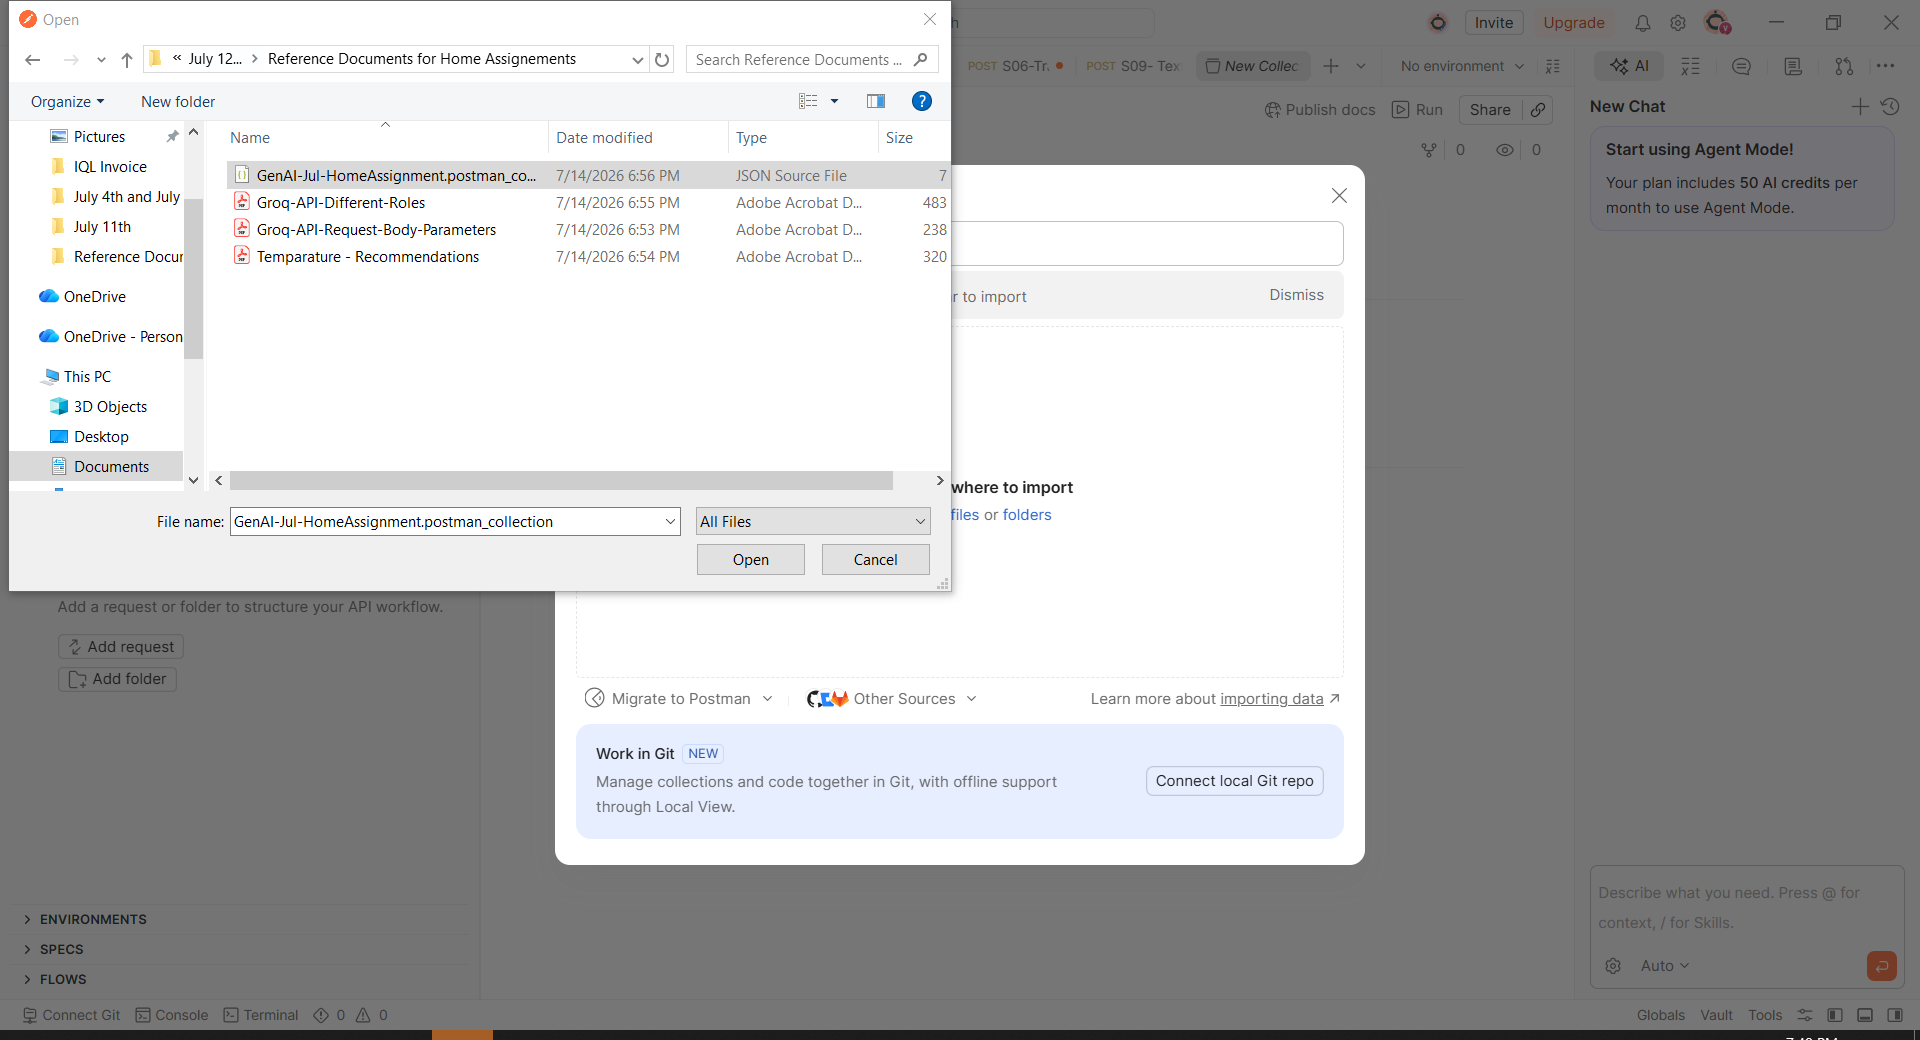 Open
h
Invite
Upgrade
« July 12... > Reference Documents for Home Assignements
Search Reference Documents ...
POST S06-Tr.
POST S09- Tex
New Collec
No environment
AI
Organize
New folder
Publish docs
Run
Share
New Chat
Name
Date modified
Type
Size
0
0
Start using Agent Mode!
Your plan includes 50 AI credits per
month to use Agent Mode.
Pictures
IQL Invoice
July 4th and July
July 11th
Reference Docur
OneDrive
OneDrive - Person
This PC
3D Objects
Desktop
Documents
GenAI-Jul-HomeAssignment.postman_co... 7/14/2026 6:56 PM JSON Source File 7
Groq-API-Different-Roles 7/14/2026 6:55 PM Adobe Acrobat D... 483
Groq-API-Request-Body-Parameters 7/14/2026 6:53 PM Adobe Acrobat D... 238
Temparature - Recommendations 7/14/2026 6:54 PM Adobe Acrobat D... 320
File name: GenAI-Jul-HomeAssignment.postman_collection
All Files
Open
Cancel
r to import
Dismiss
where to import
files or folders
Add a request or folder to structure your API workflow.
Add request
Add folder
Migrate to Postman
Other Sources
Learn more about importing data
Work in Git NEW
Manage collections and code together in Git, with offline support
through Local View.
Connect local Git repo
Describe what you need. Press @ for
context, / for Skills.
Auto
ENVIRONMENTS
SPECS
FLOWS
Connect Git
Console
Terminal
0
0
Globals
Vault
Tools